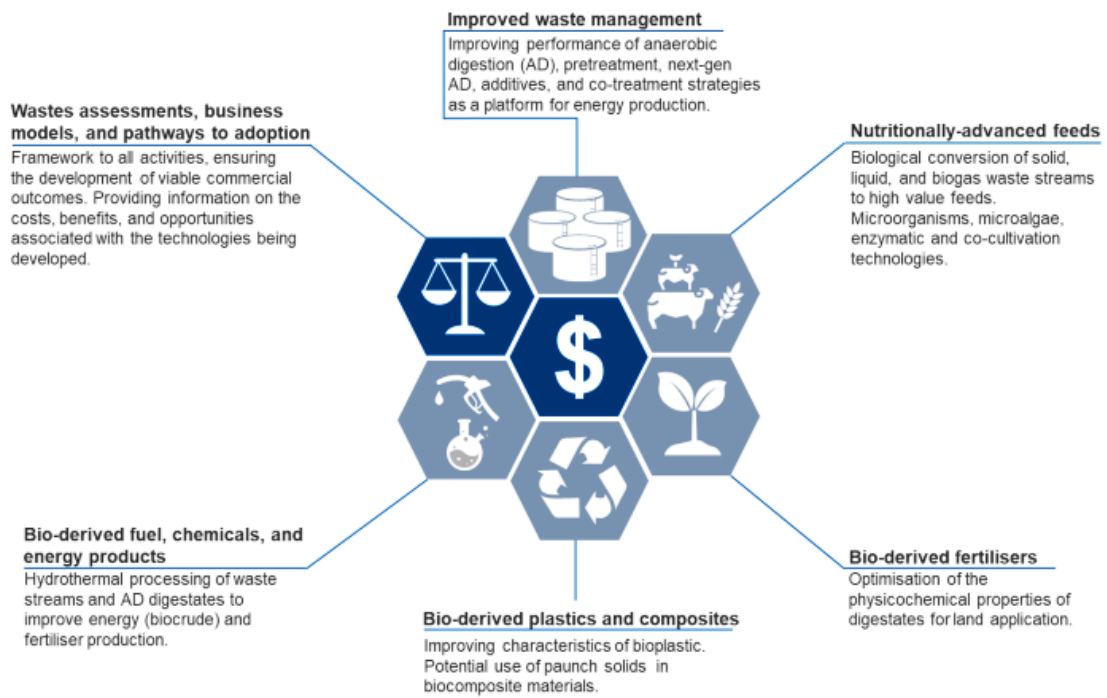 Improved waste management
Improving performance of anaerobic
digestion (AD), pretreatment, next-gen
AD, additives, and co-treatment strategies
as a platform for energy production.
Wastes assessments, business
models, and pathways to adoption
Framework to all activities, ensuring
the development of viable commercial
outcomes. Providing information on the
costs, benefits, and opportunities
associated with the technologies being
developed.
Nutritionally-advanced feeds
Biological conversion of solid,
liquid, and biogas waste streams
to high value feeds.
Microorganisms, microalgae,
enzymatic and co-cultivation
technologies.
$
Bio-derived fuel, chemicals, and
energy products
Hydrothermal processing of waste
streams and AD digestates to
improve energy (biocrude) and
fertiliser production.
Bio-derived plastics and composites
Improving characteristics of bioplastic.
Potential use of paunch solids in
biocomposite materials.
Bio-derived fertilisers
Optimisation of the
physicochemical properties of
digestates for land application.